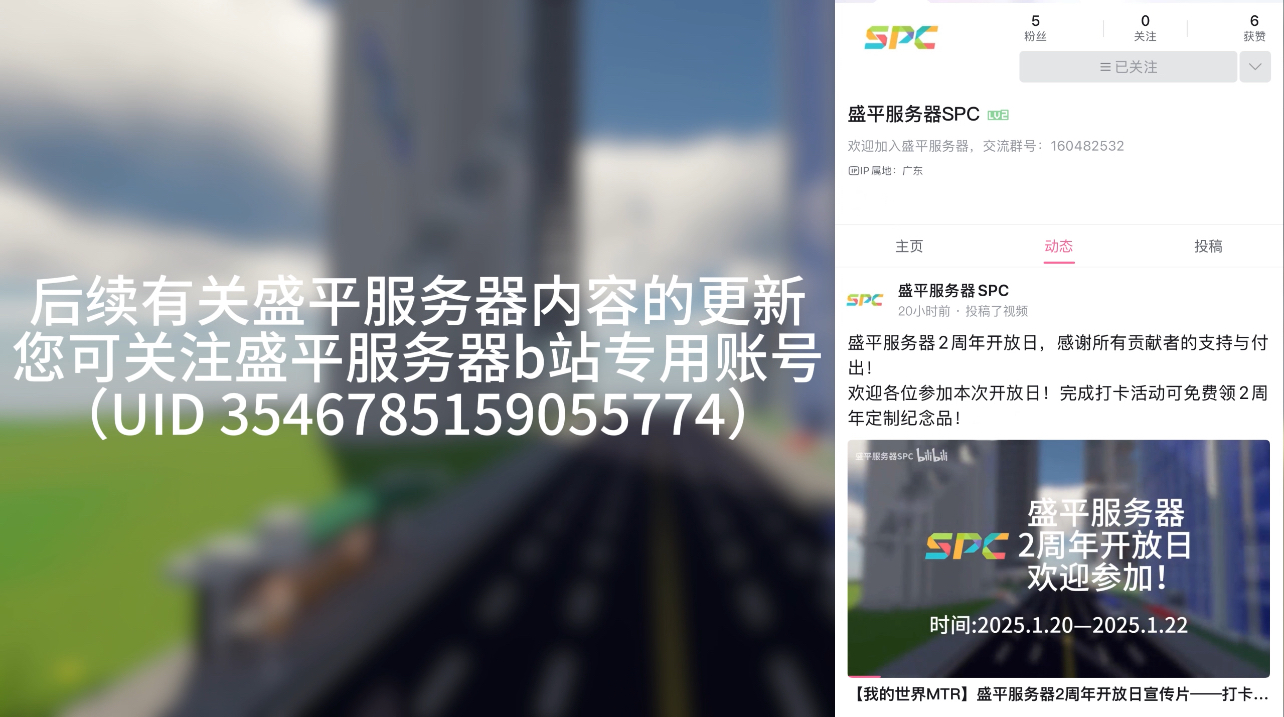 后续有关盛平服务器内容的更新
您可关注盛平服务器b站专用账号
（UID 3546785159055774）
SPC
5
粉丝
0
关注
6
获赞
已关注
盛平服务器SPC LV2
欢迎加入盛平服务器，交流群号：160482532
IP IP属地：广东
主页
动态
投稿
SPC
盛平服务器SPC
20小时前 · 投稿了视频
盛平服务器2周年开放日，感谢所有贡献者的支持与付
出！
欢迎各位参加本次开放日！完成打卡活动可免费领2周
年定制纪念品！
盛平服务器SPC bilibili
SPC
盛平服务器
2周年开放日
欢迎参加！
时间:2025.1.20—2025.1.22
【我的世界MTR】盛平服务器2周年开放日宣传片——打卡...